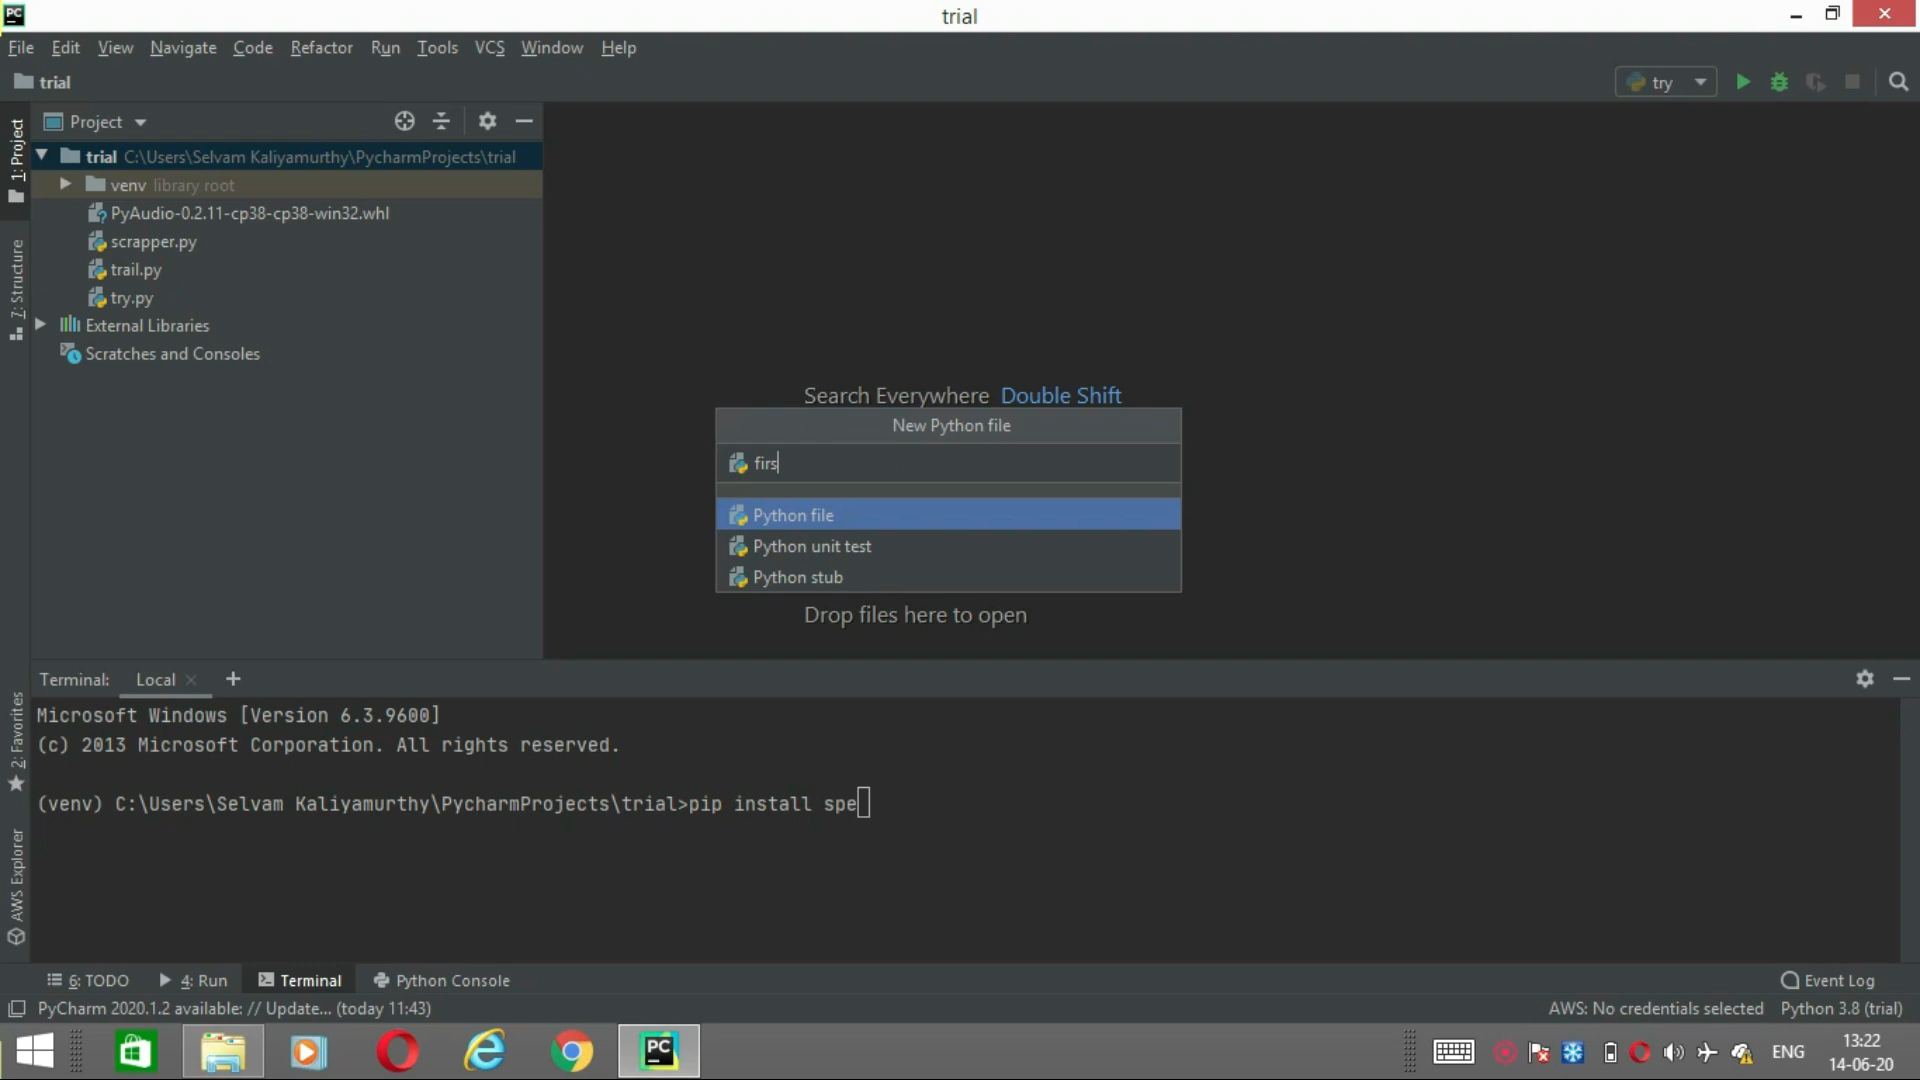 PC
trial
File Edit View Navigate Code Refactor Run Tools VCS Window Help
trial
try
1: Project
7: Structure
2: Favorites
AWS Explorer
Project
trial C:\Users\Selvam Kaliyamurthy\PycharmProjects\trial
venv library root
PyAudio-0.2.11-cp38-cp38-win32.whl
scrapper.py
trail.py
try.py
External Libraries
Scratches and Consoles
Search Everywhere Double Shift
New Python file
firs
Python file
Python unit test
Python stub
Drop files here to open
Terminal: Local
Microsoft Windows [Version 6.3.9600]
(c) 2013 Microsoft Corporation. All rights reserved.
(venv) C:\Users\Selvam Kaliyamurthy\PycharmProjects\trial>pip install spe
6: TODO 4: Run Terminal Python Console Event Log
PyCharm 2020.1.2 available: // Update... (today 11:43) AWS: No credentials selected Python 3.8 (trial)
PC
ENG
13:22
14-06-20